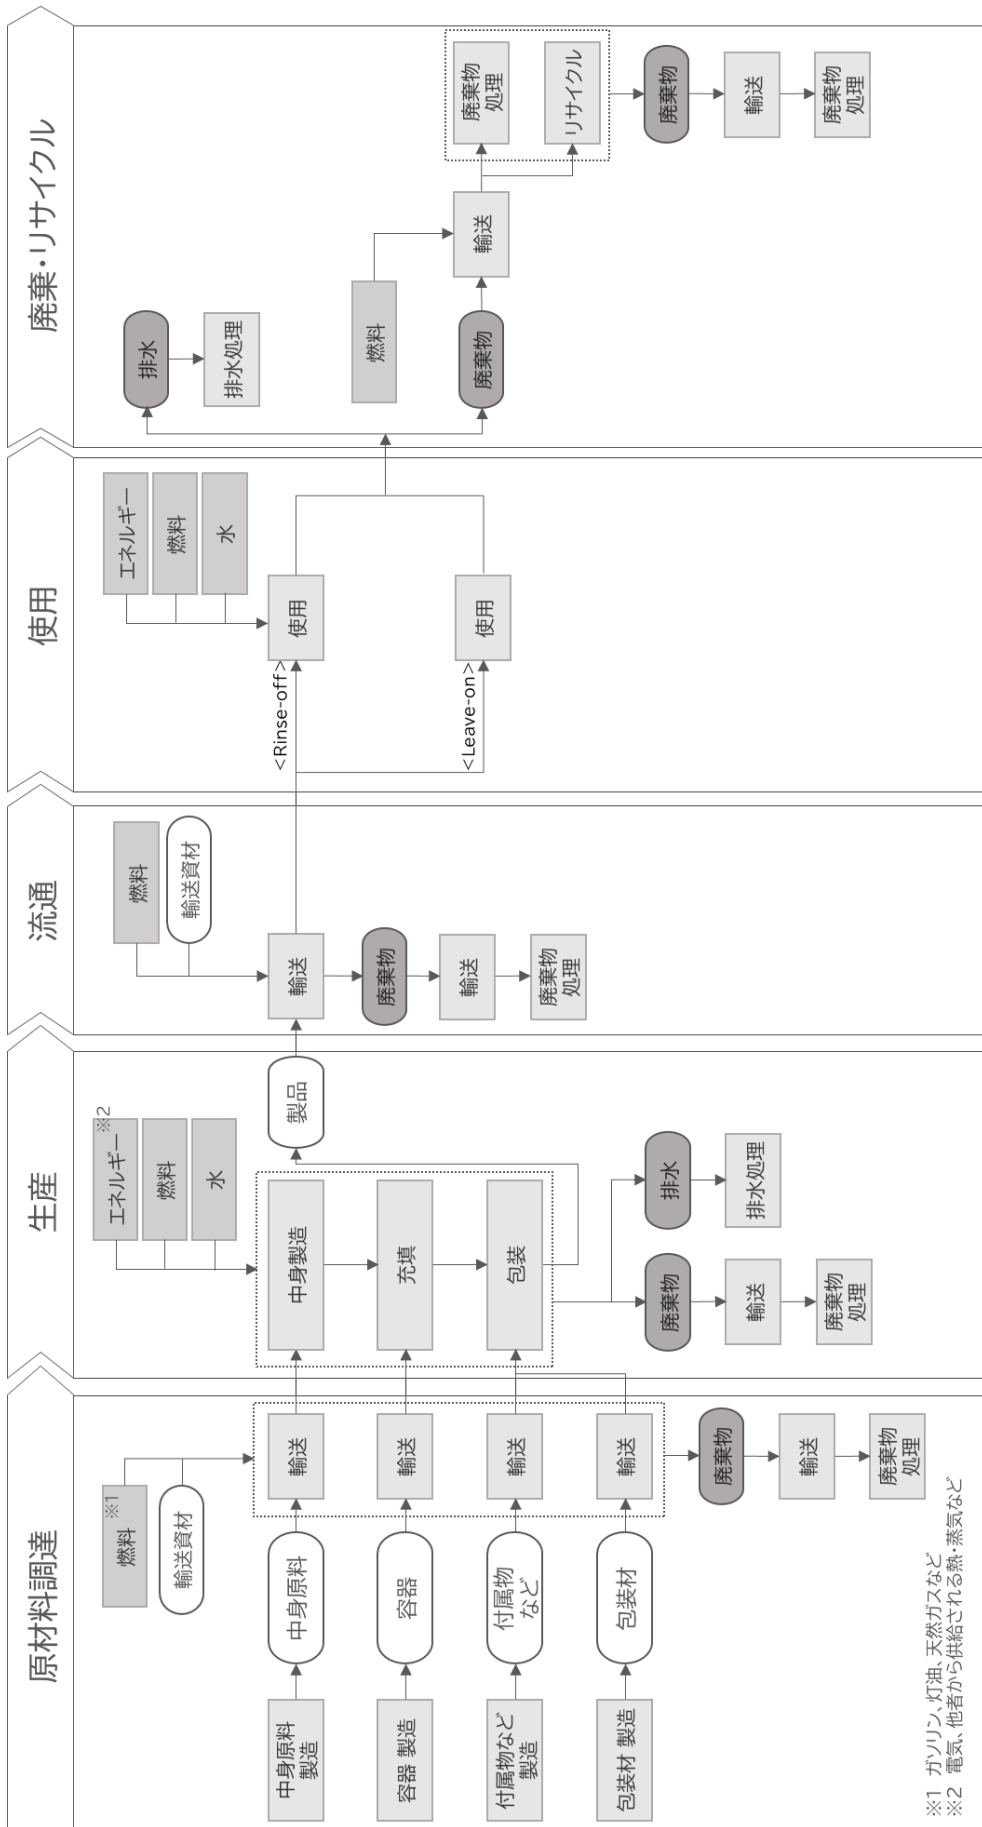 原材料調達
燃料 ※1
輸送資材
中身原料
製造
中身原料
輸送
容器 製造
容器
輸送
付属物など
製造
付属物
など
輸送
包装材 製造
包装材
輸送
廃棄物
輸送
廃棄物
処理
※1 ガソリン、灯油、天然ガスなど
※2 電気、他者から供給される熱・蒸気など
生産
エネルギー ※2
燃料
水
中身製造
充填
包装
製品
廃棄物
輸送
廃棄物
処理
排水
排水処理
流通
燃料
輸送資材
輸送
廃棄物
輸送
廃棄物
処理
使用
エネルギー
燃料
水
<Rinse-off>
使用
<Leave-on>
使用
廃棄・リサイクル
排水
排水処理
燃料
廃棄物
輸送
廃棄物
処理
リサイクル
廃棄物
輸送
廃棄物
処理